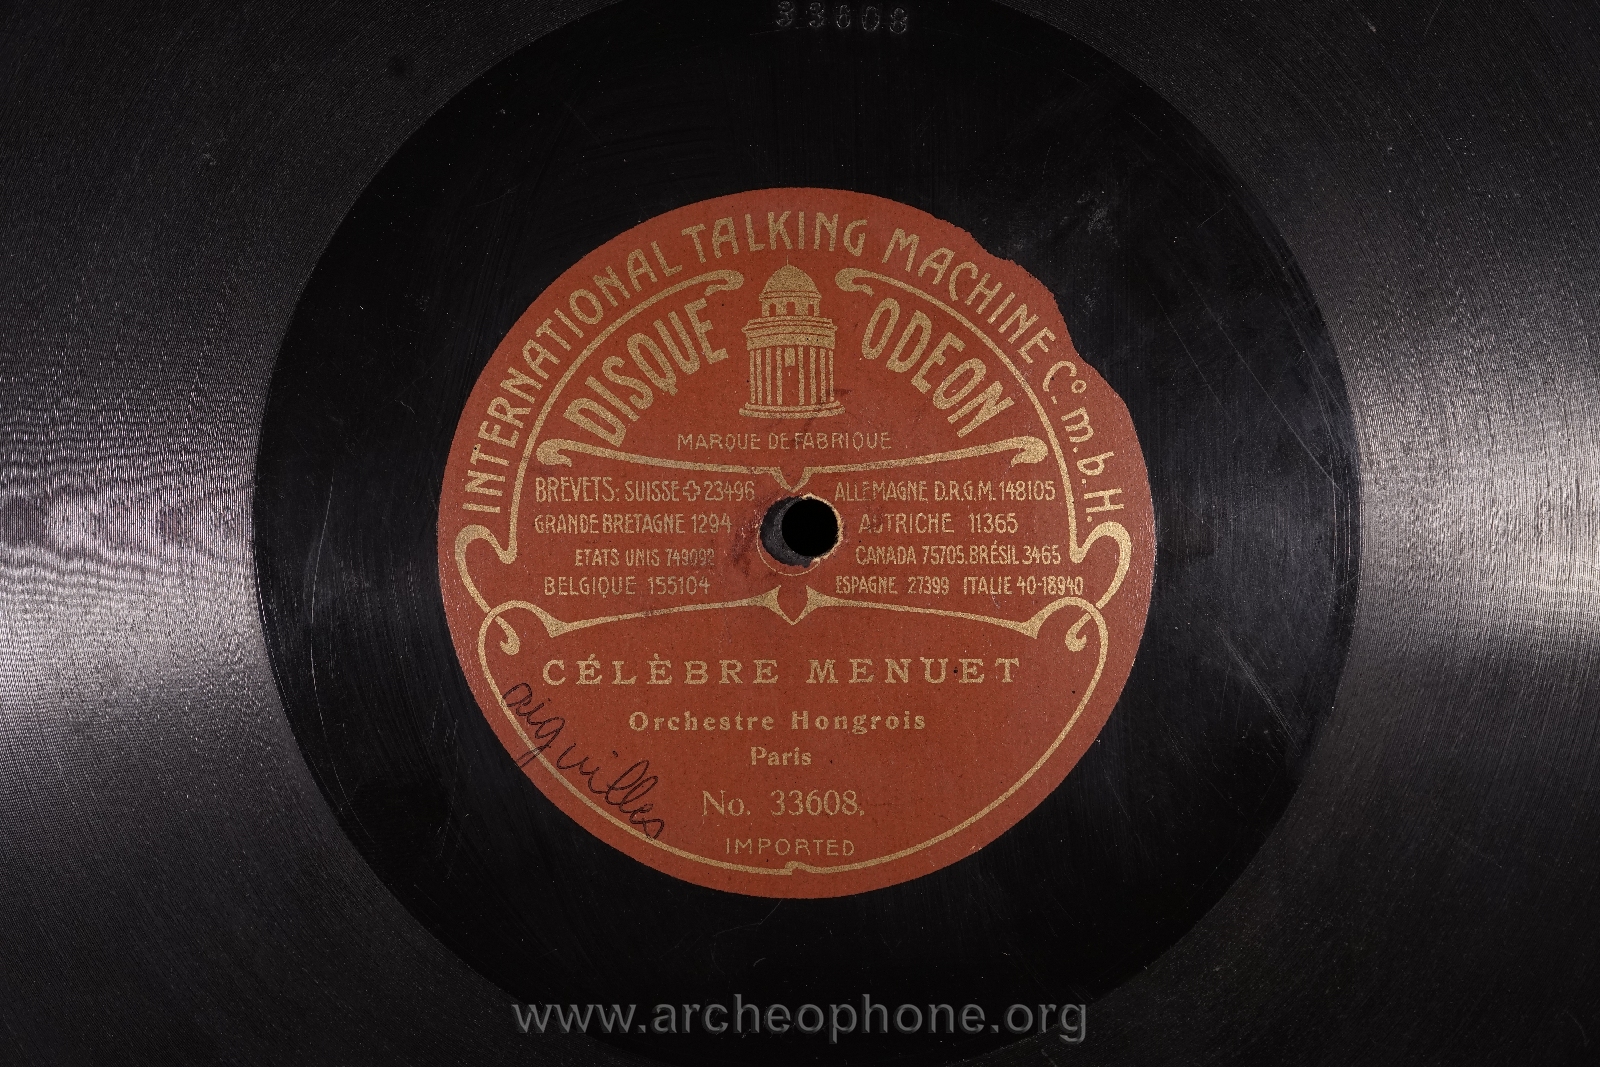 33608
INTERNATIONAL TALKING MACHINE Co. m.b.H.
DISQUE ODEON
MARQUE DE FABRIQUE
BREVETS: SUISSE 23496 ALLEMAGNE D.R.G.M. 148105
GRANDE BRETAGNE 1294 AUTRICHE 11365
ETATS UNIS 749092 CANADA 75705. BRÉSIL 3465
BELGIQUE 155104 ESPAGNE 27399 ITALIE 40-18940
CÉLÈBRE MENUET
Orchestre Hongrois
Paris
aiguilles
No. 33608.
IMPORTED
www.archeophone.org